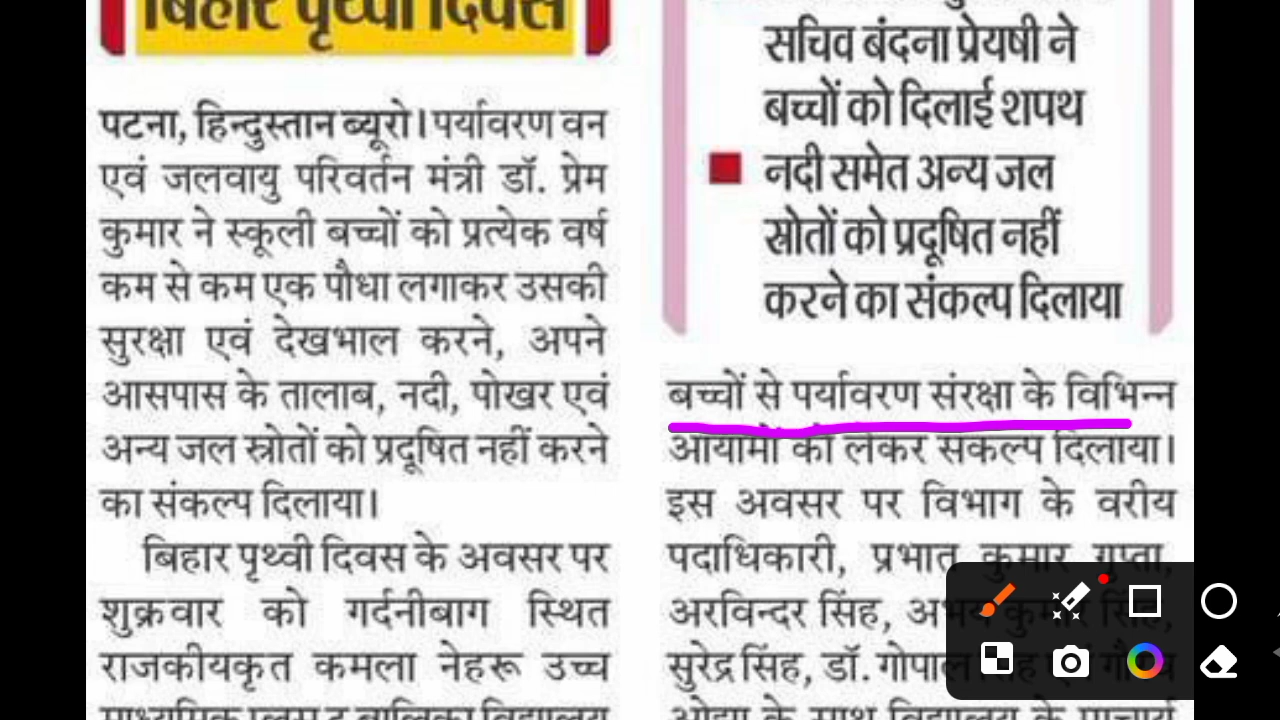 बिहार पृथ्वी दिवस
पटना, हिन्दुस्तान ब्यूरो। पर्यावरण वन
एवं जलवायु परिवर्तन मंत्री डॉ. प्रेम
कुमार ने स्कूली बच्चों को प्रत्येक वर्ष
कम से कम एक पौधा लगाकर उसकी
सुरक्षा एवं देखभाल करने, अपने
आसपास के तालाब, नदी, पोखर एवं
अन्य जल स्रोतों को प्रदूषित नहीं करने
का संकल्प दिलाया।
बिहार पृथ्वी दिवस के अवसर पर
शुक्रवार को गर्दनीबाग स्थित
राजकीयकृत कमला नेहरू उच्च
सचिव बंदना प्रेयषी ने
बच्चों को दिलाई शपथ
नदी समेत अन्य जल
स्रोतों को प्रदूषित नहीं
करने का संकल्प दिलाया
बच्चों से पर्यावरण संरक्षा के विभिन्न
आयामों को लेकर संकल्प दिलाया।
इस अवसर पर विभाग के वरीय
पदाधिकारी, प्रभात कुमार गुप्ता,
अरविन्दर सिंह, अभय कुमार सिंह,
सुरेद्र सिंह, डॉ. गोपाल सिंह एवं गौरव